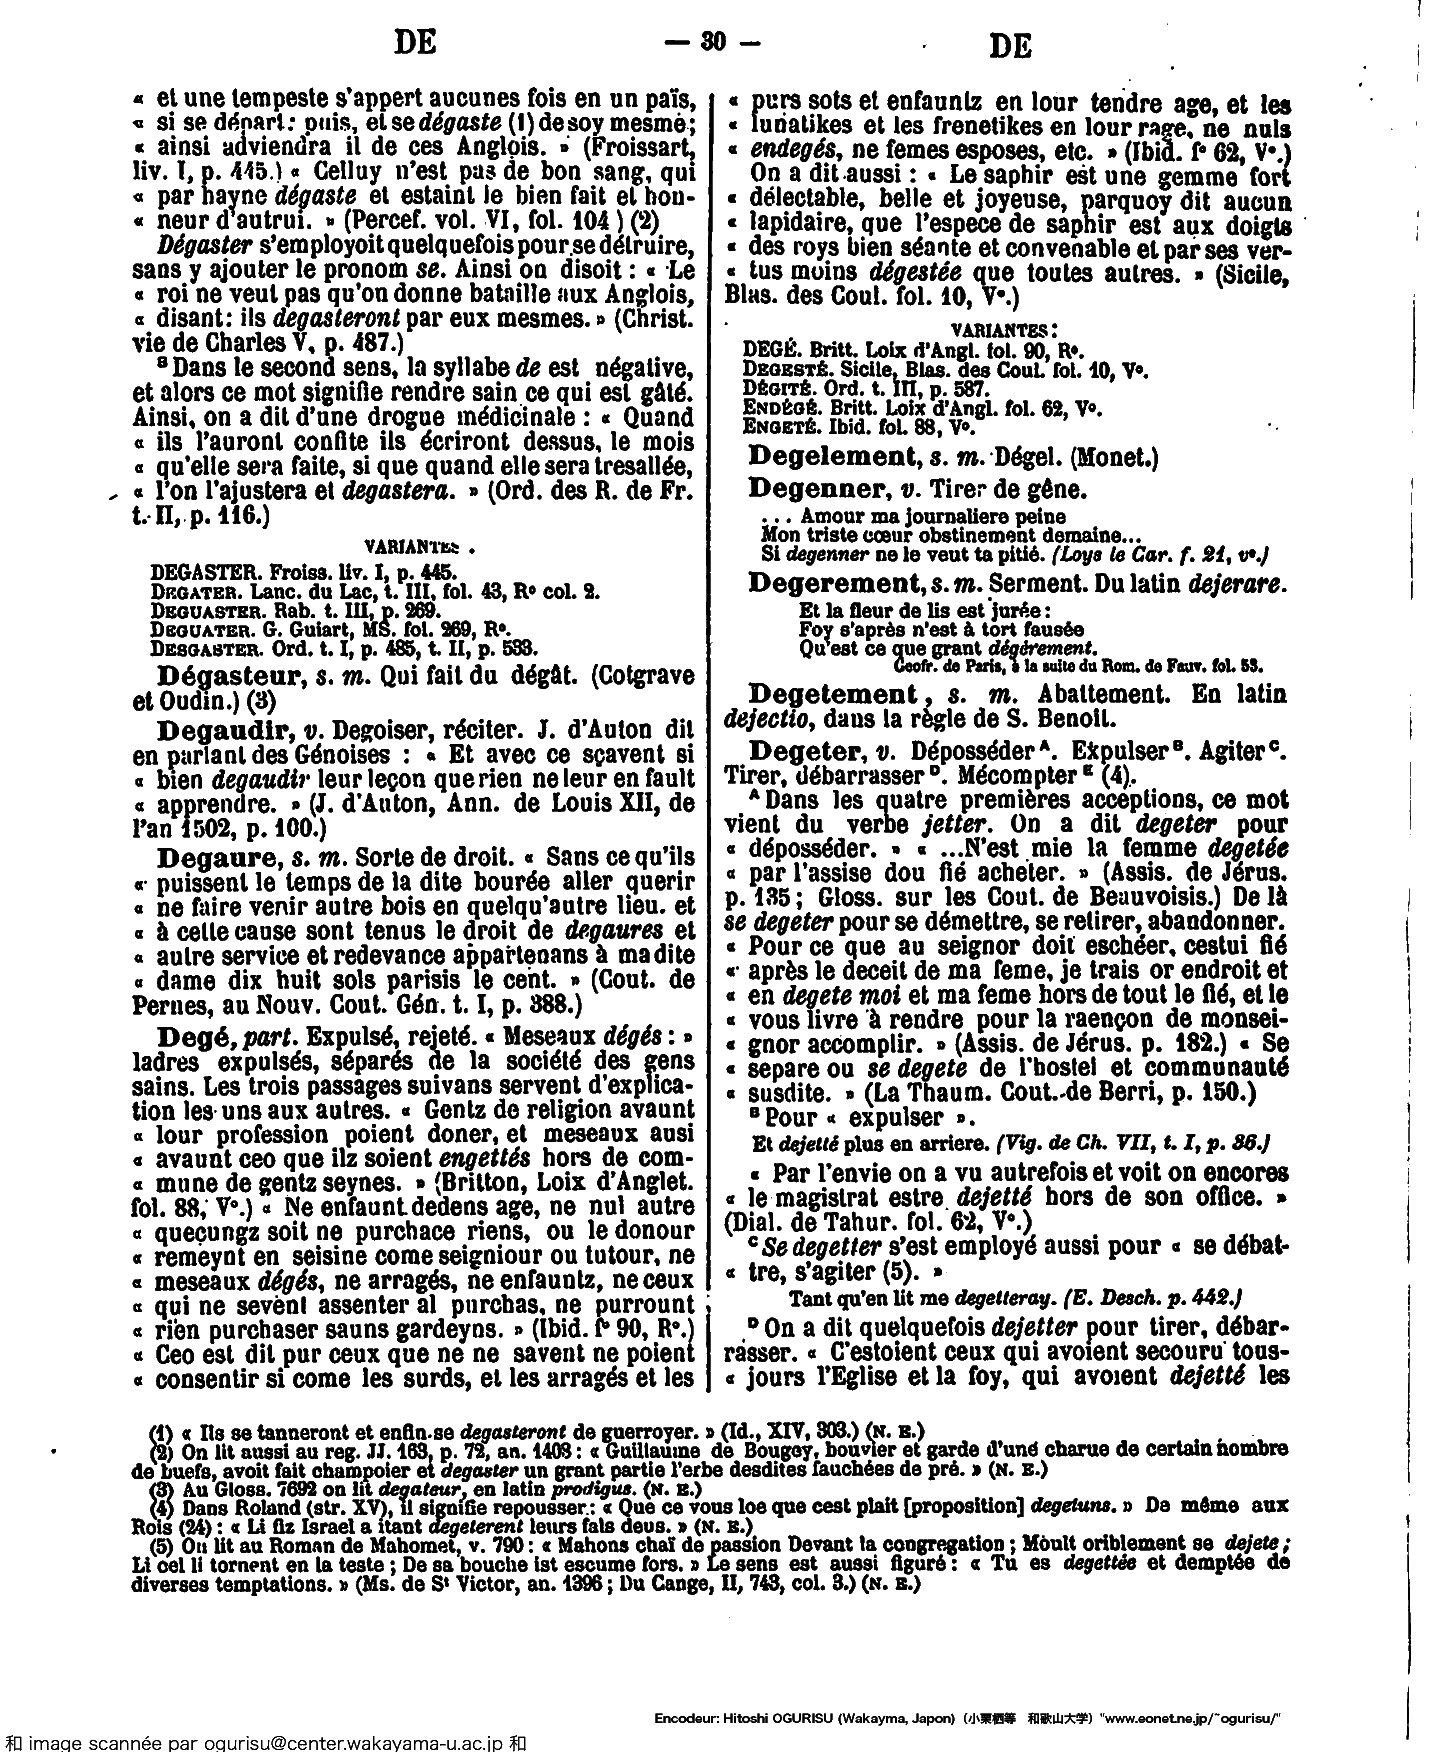 DE — 30 — DE
« et une tempeste s'appert aucunes fois en un païs,
« si se départ: puis, et se dégaste (1) de soy mesme;
« ainsi adviendra il de ces Anglois. » (Froissart,
liv. I, p. 445.) « Celluy n'est pas de bon sang, qui
« par hayne dégaste et estaint le bien fait et hon-
« neur d'autrui. » (Percef. vol. VI, fol. 104) (2)
Dégaster s'employoit quelquefois pour se détruire,
sans y ajouter le pronom se. Ainsi on disoit : « Le
« roi ne veut pas qu'on donne bataille aux Anglois,
« disant: ils degasteront par eux mesmes. » (Christ.
vie de Charles V, p. 487.)
B Dans le second sens, la syllabe de est négative,
et alors ce mot signifie rendre sain ce qui est gâté.
Ainsi, on a dit d'une drogue médicinale : « Quand
« ils l'auront confite ils écriront dessus, le mois
« qu'elle sera faite, si que quand elle sera tresallée,
« l'on l'ajustera et degastera. » (Ord. des R. de Fr.
t. II, p. 116.)
VARIANTES .
DEGASTER. Froiss. liv. I, p. 445.
DEGATER. Lanc. du Lac, t. III, fol. 43, R° col. 2.
DEGUASTER. Rab. t. III, p. 269.
DEGUATER. G. Guiart, MS. fol. 269, R°.
DESGASTER. Ord. t. I, p. 485, t. II, p. 533.
Dégasteur, s. m. Qui fait du dégât. (Cotgrave
et Oudin.) (3)
Degaudir, v. Degoiser, réciter. J. d'Auton dit
en parlant des Génoises : « Et avec ce sçavent si
« bien degaudir leur leçon que rien ne leur en fault
« apprendre. » (J. d'Auton, Ann. de Louis XII, de
l'an 1502, p. 100.)
Degaure, s. m. Sorte de droit. « Sans ce qu'ils
« puissent le temps de la dite bourée aller querir
« ne faire venir autre bois en quelqu'autre lieu. et
« à celle cause sont tenus le droit de degaures et
« autre service et redevance appartenans à madite
« dame dix huit sols parisis le cent. » (Cout. de
Pernes, au Nouv. Cout. Gén. t. I, p. 388.)
Degé, part. Expulsé, rejeté. « Meseaux dégés : »
ladres expulsés, séparés de la société des gens
sains. Les trois passages suivans servent d'explica-
tion les uns aux autres. « Gentz de religion avaunt
« lour profession poient doner, et meseaux ausi
« avaunt ceo que ilz soient engettés hors de com-
« mune de gentz seynes. » (Britton, Loix d'Anglet.
fol. 88, V°.) « Ne enfaunt dedens age, ne nul autre
« queçungz soit ne purchace riens, ou le donour
« remeynt en seisine come seigniour ou tutour, ne
« meseaux dégés, ne arragés, ne enfauntz, ne ceux
« qui ne sevent assenter al purchas, ne purrount
« rien purchaser sauns gardeyns. » (Ibid. f° 90, R°.)
« Ceo est dit pur ceux que ne ne savent ne poient
« consentir si come les surds, et les arragés et les
« purs sots et enfauntz en lour tendre age, et les
« lunatikes et les frenetikes en lour rage, ne nuls
« endegés, ne femes esposes, etc. » (Ibid. f° 62, V°.)
On a dit aussi : « Le saphir est une gemme fort
« délectable, belle et joyeuse, parquoy dit aucun
« lapidaire, que l'espece de saphir est aux doigts
« des roys bien séante et convenable et par ses ver-
« tus moins dégestée que toutes autres. » (Sicile,
Blas. des Coul. fol. 10, V°.)
VARIANTES :
DEGÉ. Britt. Loix d'Angl. fol. 90, R°.
DEGESTÉ. Sicile, Blas. des Coul. fol. 10, V°.
DÉGITÉ. Ord. t. III, p. 587.
ENDÉGÉ. Britt. Loix d'Angl. fol. 62, V°.
ENGETÉ. Ibid. fol. 88, V°.
Degelement, s. m. Dégel. (Monet.)
Degenner, v. Tirer de gêne.
... Amour ma journaliere peine
Mon triste cœur obstinement demaine...
Si degenner ne le veut ta pitié. (Loys le Car. f. 21, v°.)
Degerement, s. m. Serment. Du latin dejerare.
Et la fleur de lis est jurée :
Foy s'après n'est à tort fausée
Qu'est ce que grant dégèrement.
Geofr. de Paris, à la suite du Rom. de Fauv. fol. 53.
Degetement, s. m. Abattement. En latin
dejectio, dans la règle de S. Benoit.
Degeter, v. Déposséder A. Expulser B. Agiter C.
Tirer, débarrasser D. Mécompter E (4).
A Dans les quatre premières acceptions, ce mot
vient du verbe jetter. On a dit degeter pour
« déposséder. » « ...N'est mie la femme degetée
« par l'assise dou fié acheter. » (Assis. de Jérus.
p. 135 ; Gloss. sur les Cout. de Beauvoisis.) De là
se degeter pour se démettre, se retirer, abandonner.
« Pour ce que au seignor doit eschéer, cestui fié
« après le deceit de ma feme, je trais or endroit et
« en degete moi et ma feme hors de tout le fié, et le
« vous livre à rendre pour la raençon de monsei-
« gnor accomplir. » (Assis. de Jérus. p. 182.) « Se
« separe ou se degete de l'hostel et communauté
« susdite. » (La Thaum. Cout. de Berri, p. 150.)
B Pour « expulser ».
Et dejetté plus en arriere. (Vig. de Ch. VII, t. I, p. 36.)
« Par l'envie on a vu autrefois et voit on encores
« le magistrat estre dejetté hors de son office. »
(Dial. de Tahur. fol. 62, V°.)
C Se degetter s'est employé aussi pour « se débat-
« tre, s'agiter (5). »
Tant qu'en lit me degetteray. (E. Desch. p. 442.)
D On a dit quelquefois dejetter pour tirer, débar-
rasser. « C'estoient ceux qui avoient secouru tous-
« jours l'Eglise et la foy, qui avoient dejetté les
(1) « Ils se tanneront et enfin se degasteront de guerroyer. » (Id., XIV, 303.) (N. E.)
(2) On lit aussi au reg. JJ. 163, p. 72, an. 1408 : « Guillaume de Bougey, bouvier et garde d'une charue de certain nombre
de buefs, avoit fait champoier et degaster un grant partie l'erbe desdites fauchées de pré. » (N. E.)
(3) Au Gloss. 7692 on lit degateur, en latin prodigus. (N. E.)
(4) Dans Roland (str. XV), il signifie repousser : « Que ce vous loe que cest plait [proposition] degetuns. » De même aux
Rois (24) : « Li fiz Israel a itant degeterent leurs fals deus. » (N. E.)
(5) On lit au Roman de Mahomet, v. 790 : « Mahons chaï de passion Devant la congregation ; Moult oriblement se dejete ;
Li oel li tornent en la teste ; De sa bouche ist escume fors. » Le sens est aussi figuré : « Tu es degettée et demptée de
diverses temptations. » (Ms. de St Victor, an. 1396 ; Du Cange, II, 743, col. 3.) (N. E.)
Encodeur: Hitoshi OGURISU (Wakayma, Japon)（小栗栖等　和歌山大学）"www.eonet.ne.jp/~ogurisu/"
和 image scannée par ogurisu@center.wakayama-u.ac.jp 和